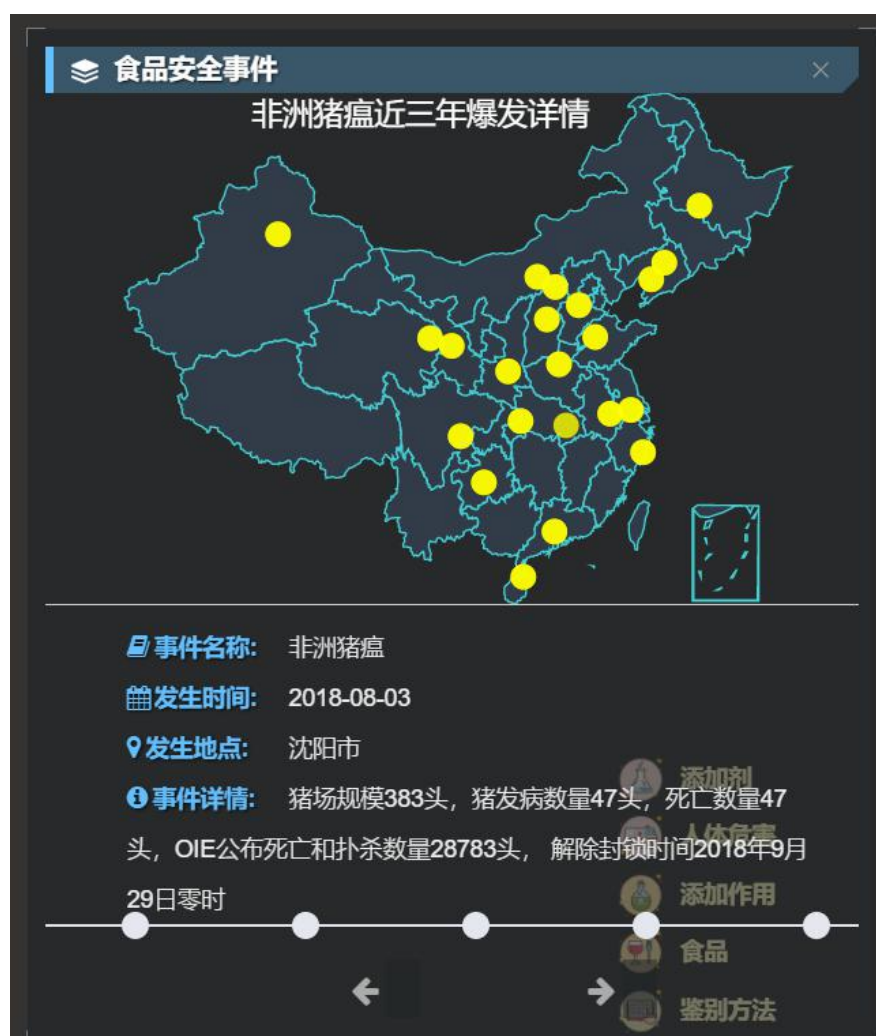 食品安全事件
非洲猪瘟近三年爆发详情
事件名称: 非洲猪瘟
发生时间: 2018-08-03
发生地点: 沈阳市
添加剂
事件详情: 猪场规模383头，猪发病数量47头，死亡数量47
人体危害
头，OIE公布死亡和扑杀数量28783头， 解除封锁时间2018年9月
29日零时
添加作用
食品
鉴别方法